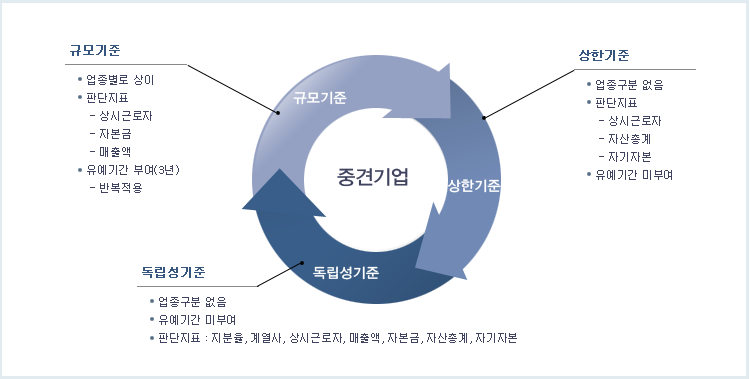 규모기준
• 업종별로 상이
• 판단지표
- 상시근로자
- 자본금
- 매출액
• 유예기간 부여(3년)
- 반복적용
상한기준
• 업종구분 없음
• 판단지표
- 상시근로자
- 자산총계
- 자기자본
• 유예기간 미부여
규모기준
중견기업
상한기준
독립성기준
독립성기준
• 업종구분 없음
• 유예기간 미부여
• 판단지표 : 지분율, 계열사, 상시근로자, 매출액, 자본금, 자산총계, 자기자본